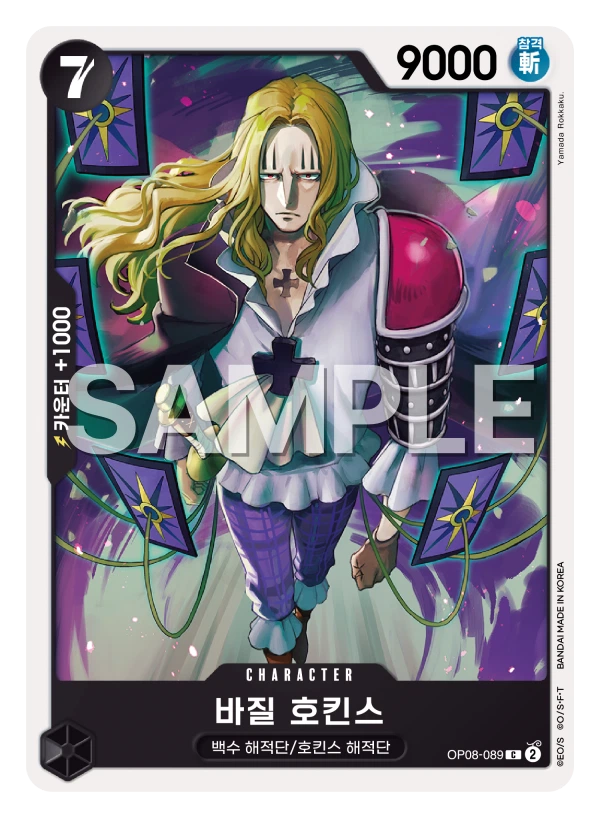 7
9000
참격
斬
Yamada Rokkaku.
카운터 +1000
SAMPLE
CHARACTER
바질 호킨스
백수 해적단/호킨스 해적단
OP08-089 C 2
©EO/S ©O/S·F·T BANDAI MADE IN KOREA